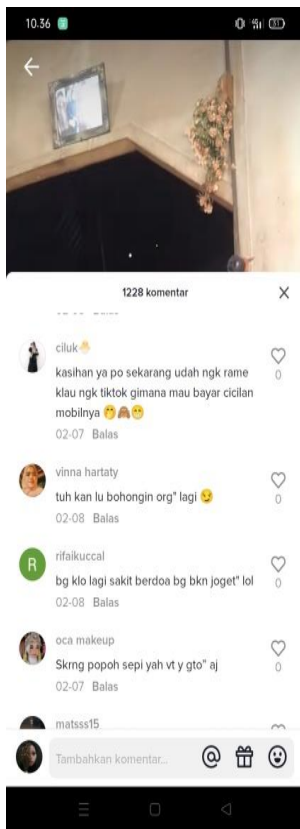 10.36
51
1228 komentar
ciluk
kasihan ya po sekarang udah ngk rame
klau ngk tiktok gimana mau bayar cicilan
mobilnya 🤭🙈😁
02-07 Balas
0
vinna hartaty
tuh kan lu bohongin org" lagi 😏
02-08 Balas
0
R
rifaikuccal
bg klo lagi sakit berdoa bg bkn joget" lol
02-08 Balas
0
oca makeup
Skrng popoh sepi yah vt y gto" aj
02-07 Balas
0
matsss15
Tambahkan komentar...